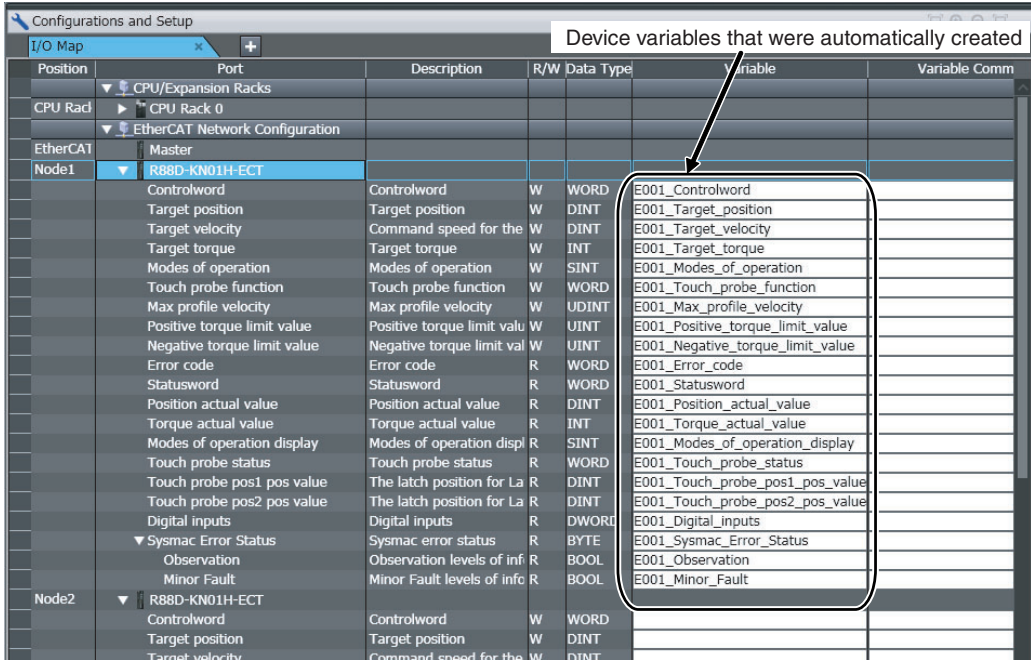 Configurations and Setup
I/O Map × +
Device variables that were automatically created
Position Port Description R/W Data Type Variable Variable Comm
▼ CPU/Expansion Racks
CPU Rack ▶ CPU Rack 0
▼ EtherCAT Network Configuration
EtherCAT Master
Node1 ▼ R88D-KN01H-ECT
Controlword Controlword W WORD E001_Controlword
Target position Target position W DINT E001_Target_position
Target velocity Command speed for the W DINT E001_Target_velocity
Target torque Target torque W INT E001_Target_torque
Modes of operation Modes of operation W SINT E001_Modes_of_operation
Touch probe function Touch probe function W WORD E001_Touch_probe_function
Max profile velocity Max profile velocity W UDINT E001_Max_profile_velocity
Positive torque limit value Positive torque limit valu W UINT E001_Positive_torque_limit_value
Negative torque limit value Negative torque limit val W UINT E001_Negative_torque_limit_value
Error code Error code R WORD E001_Error_code
Statusword Statusword R WORD E001_Statusword
Position actual value Position actual value R DINT E001_Position_actual_value
Torque actual value Torque actual value R INT E001_Torque_actual_value
Modes of operation display Modes of operation displ R SINT E001_Modes_of_operation_display
Touch probe status Touch probe status R WORD E001_Touch_probe_status
Touch probe pos1 pos value The latch position for La R DINT E001_Touch_probe_pos1_pos_value
Touch probe pos2 pos value The latch position for La R DINT E001_Touch_probe_pos2_pos_value
Digital inputs Digital inputs R DWORD E001_Digital_inputs
▼ Sysmac Error Status Sysmac error status R BYTE E001_Sysmac_Error_Status
Observation Observation levels of inf R BOOL E001_Observation
Minor Fault Minor Fault levels of info R BOOL E001_Minor_Fault
Node2 ▼ R88D-KN01H-ECT
Controlword Controlword W WORD
Target position Target position W DINT
Target velocity Command speed for the W DINT